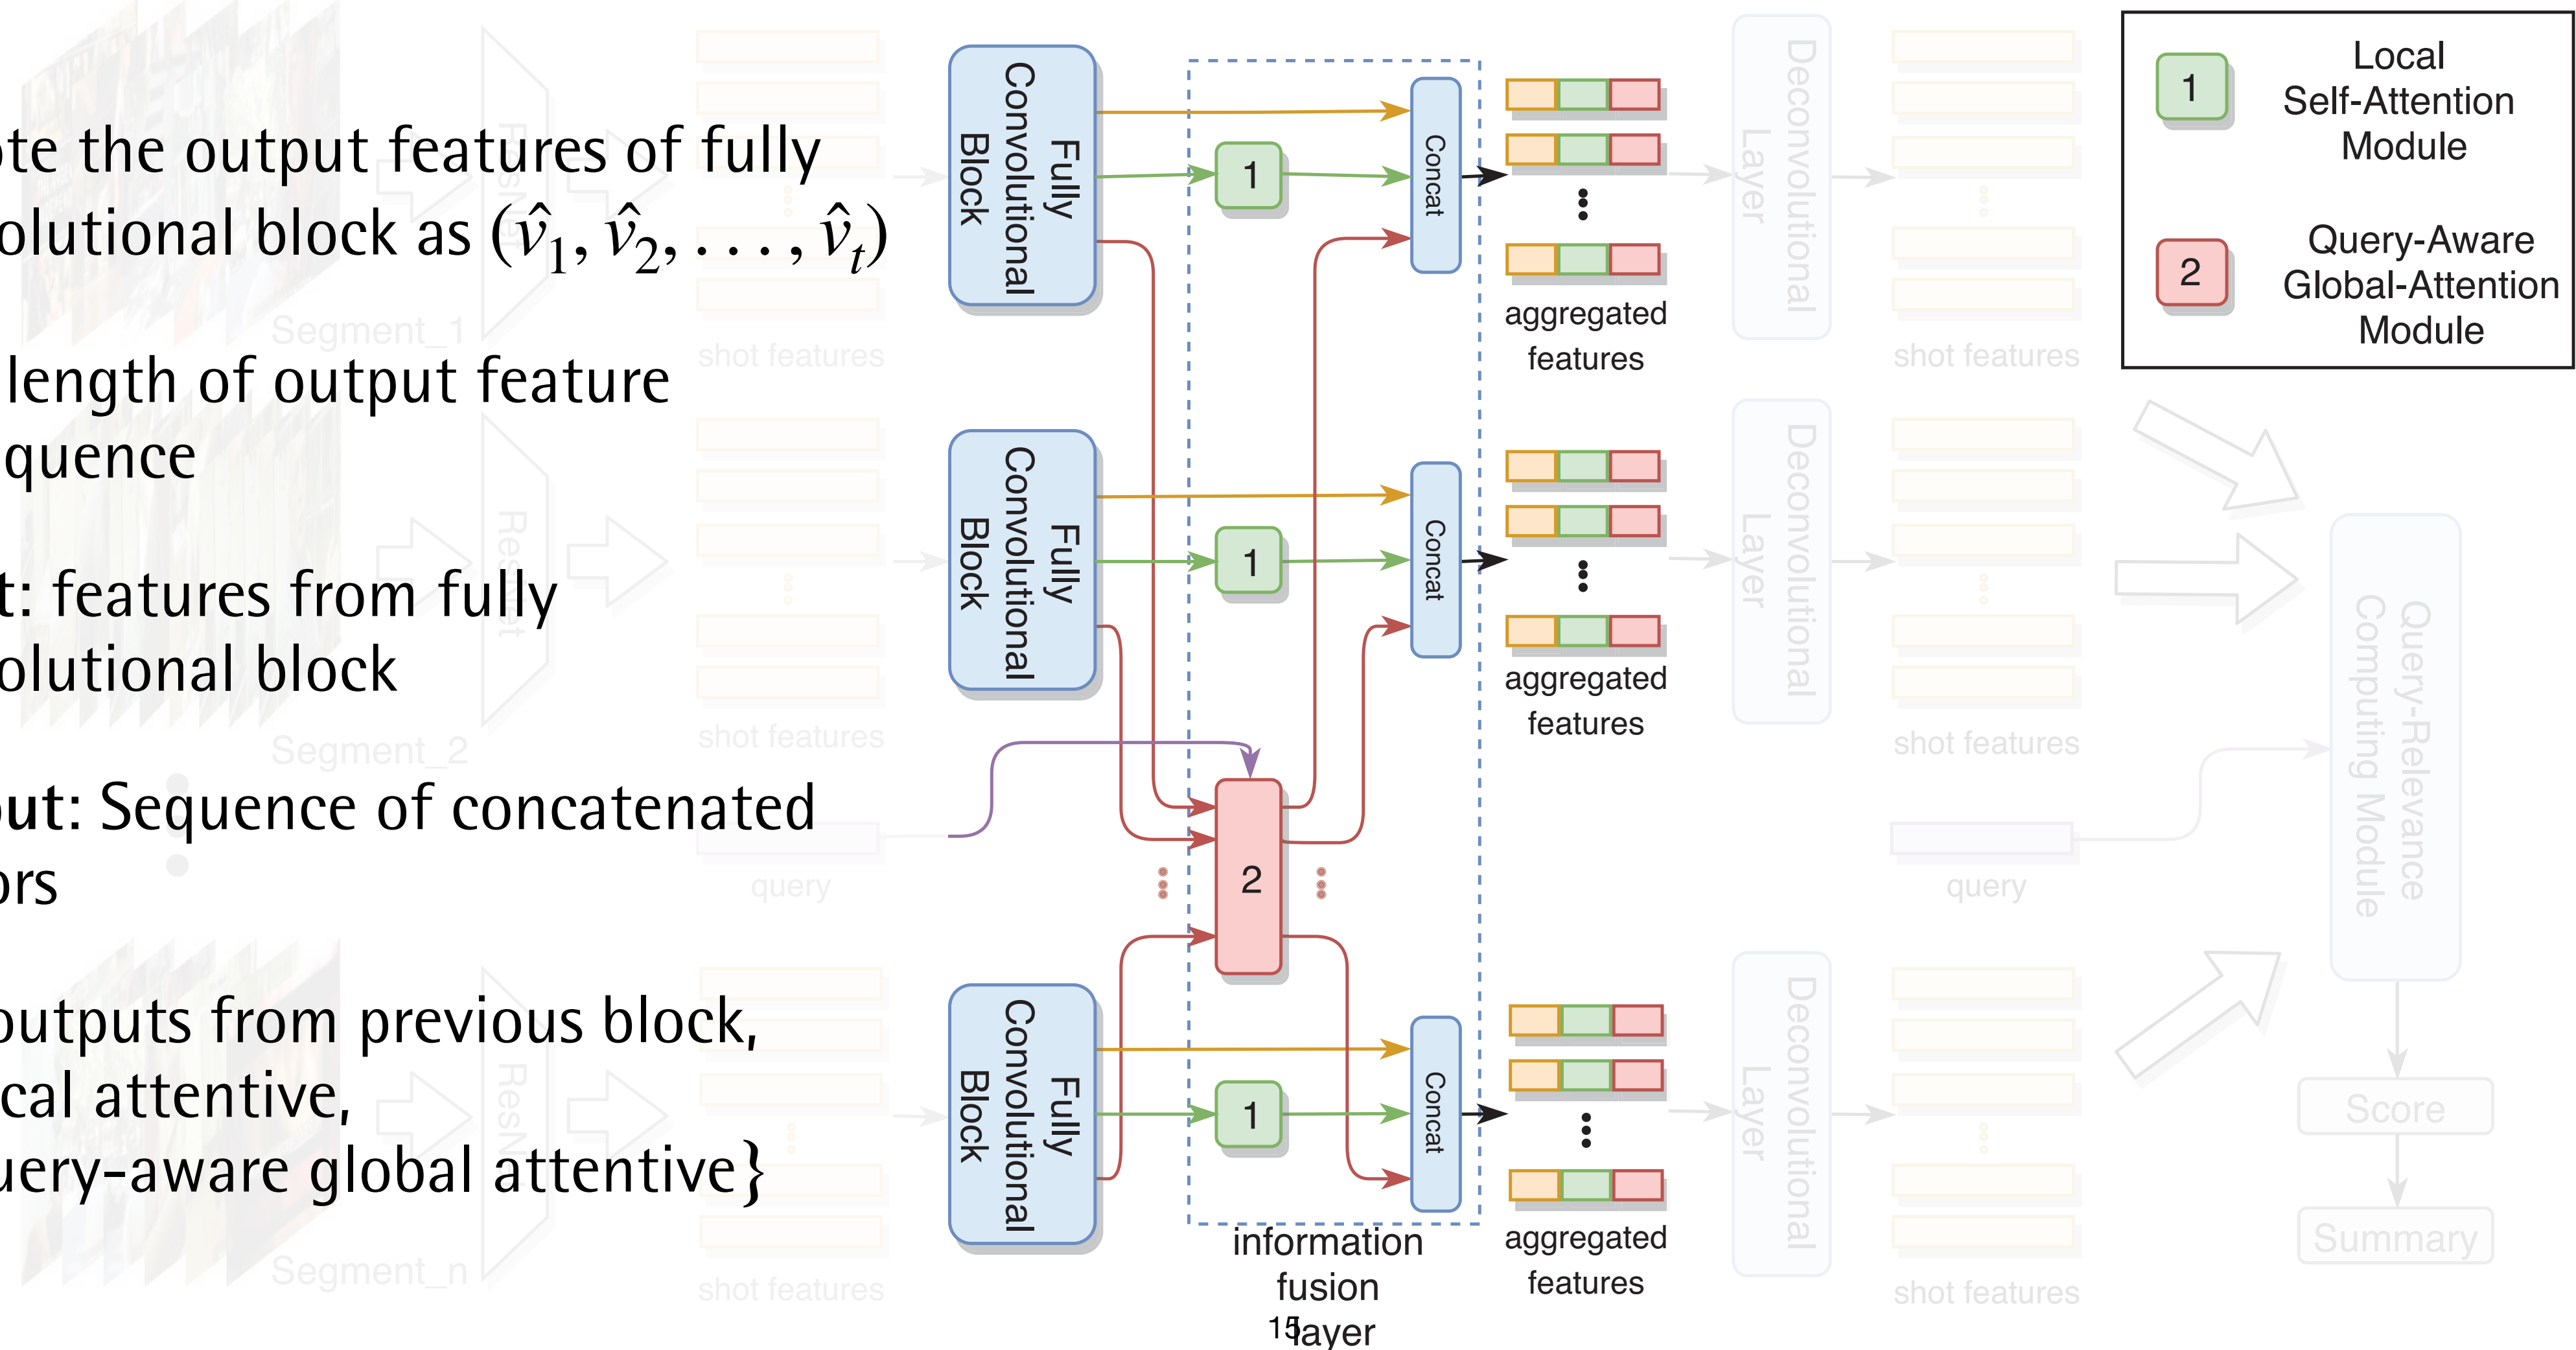 ote the output features of fully
olutional block as (v̂1, v̂2, . . . , v̂t)
length of output feature
quence
t: features from fully
olutional block
out: Sequence of concatenated
ors
outputs from previous block,
cal attentive,
uery-aware global attentive}
Segment_1
Segment_2
Segment_n
ResNet
ResNet
ResNet
shot features
shot features
query
shot features
Fully
Convolutional
Block
Fully
Convolutional
Block
Fully
Convolutional
Block
1
1
2
1
Concat
Concat
Concat
information
fusion
layer
15
aggregated
features
aggregated
features
aggregated
features
Deconvolutional
Layer
Deconvolutional
Layer
Deconvolutional
Layer
shot features
shot features
query
shot features
1
Local
Self-Attention
Module
2
Query-Aware
Global-Attention
Module
Query-Relevance
Computing Module
Score
Summary